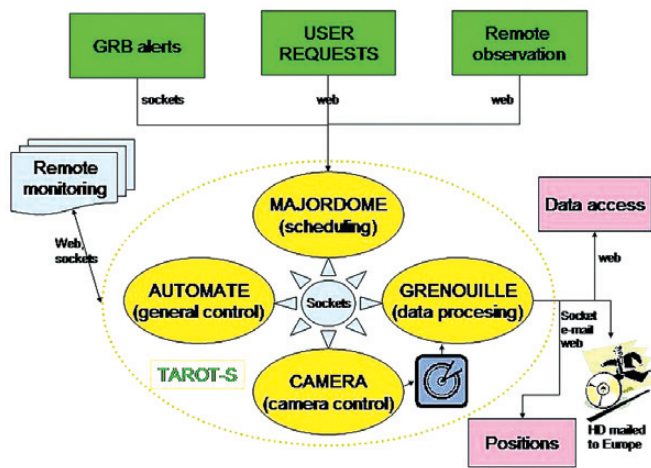 GRB alerts
USER
REQUESTS
Remote
observation
sockets
web
web
Remote
monitoring
MAJORDOME
(scheduling)
Data access
Web,
sockets
web
AUTOMATE
(general control)
Sockets
GRENOUILLE
(data procesing)
Socket
e-mail
web
TAROT-S
CAMERA
(camera control)
HD mailed
to Europe
Positions